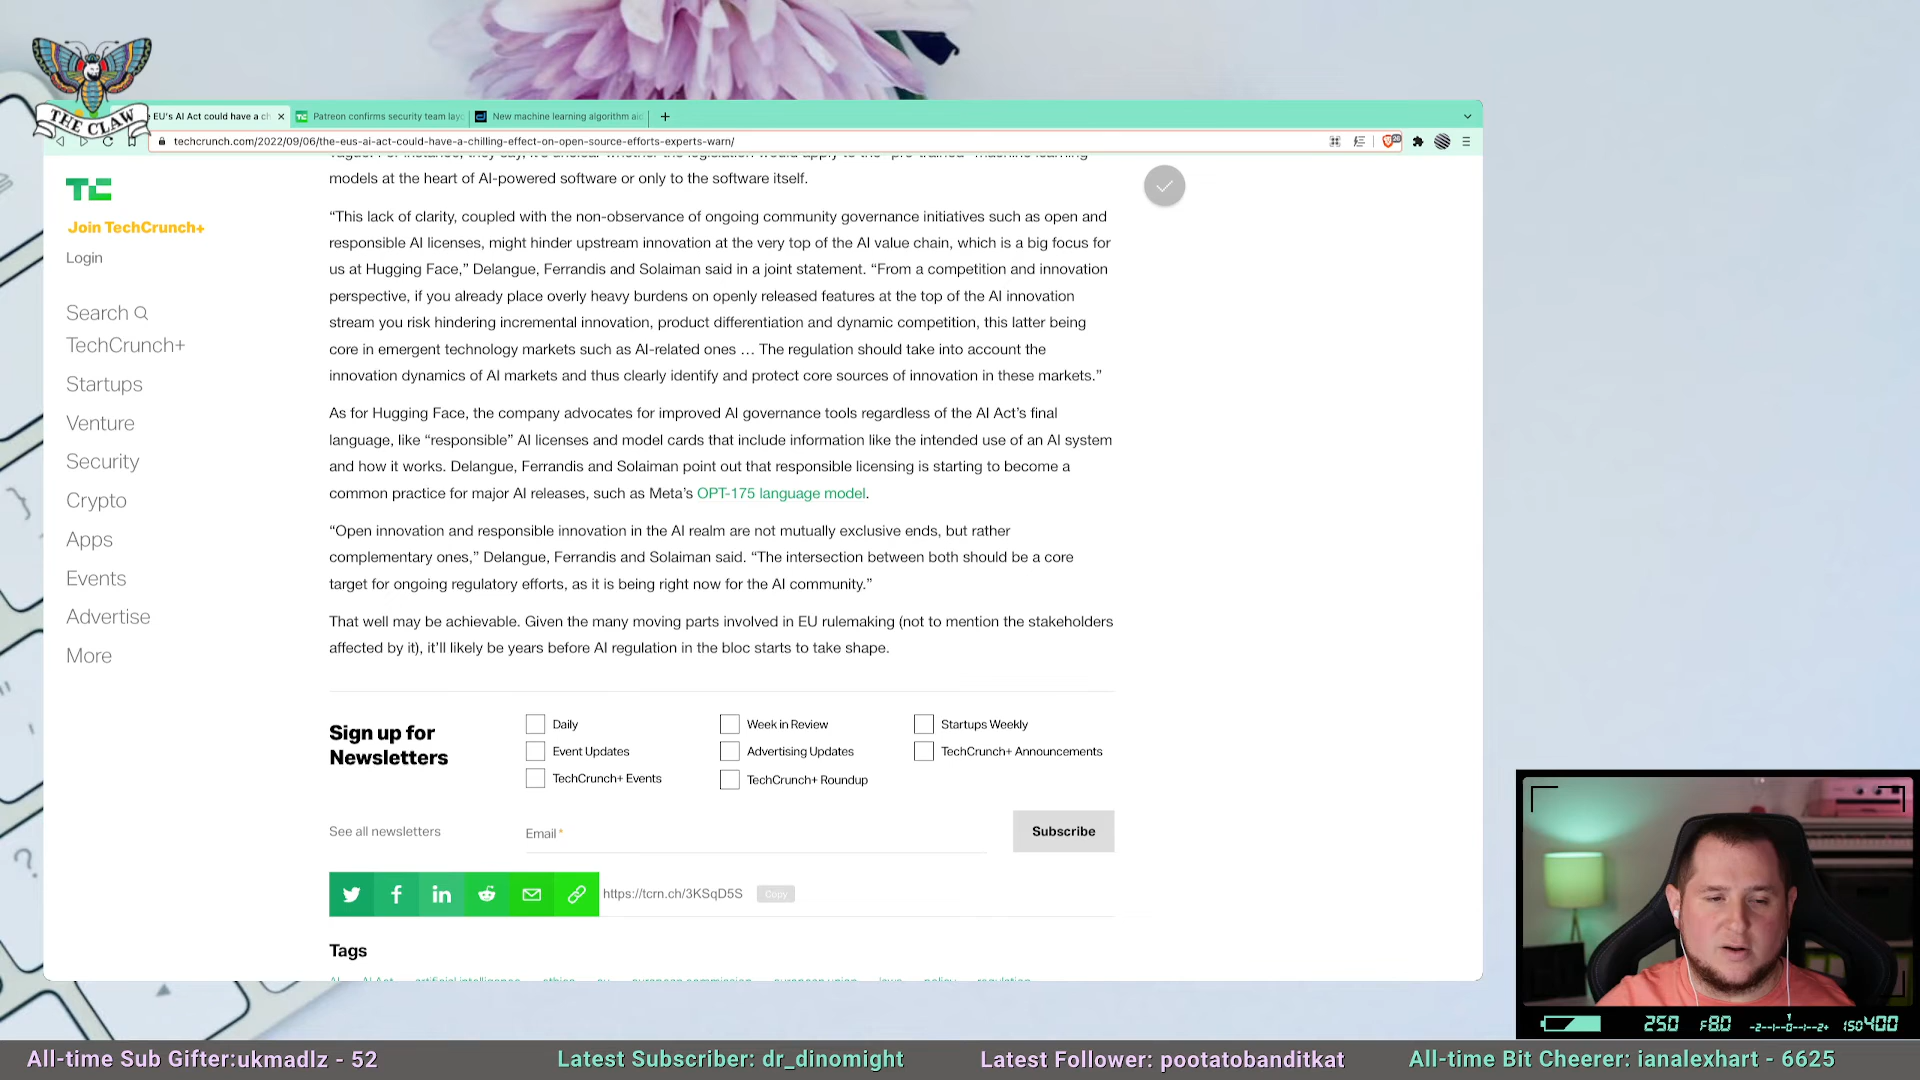 THE CLAW
EU's AI Act could have a ch
Patreon confirms security team layo
New machine learning algorithm aid
techcrunch.com/2022/09/06/the-eus-ai-act-could-have-a-chilling-effect-on-open-source-efforts-experts-warn/
TC
Join TechCrunch+
Login
Search
TechCrunch+
Startups
Venture
Security
Crypto
Apps
Events
Advertise
More
models at the heart of AI-powered software or only to the software itself.
“This lack of clarity, coupled with the non-observance of ongoing community governance initiatives such as open and
responsible AI licenses, might hinder upstream innovation at the very top of the AI value chain, which is a big focus for
us at Hugging Face,” Delangue, Ferrandis and Solaiman said in a joint statement. “From a competition and innovation
perspective, if you already place overly heavy burdens on openly released features at the top of the AI innovation
stream you risk hindering incremental innovation, product differentiation and dynamic competition, this latter being
core in emergent technology markets such as AI-related ones … The regulation should take into account the
innovation dynamics of AI markets and thus clearly identify and protect core sources of innovation in these markets.”
As for Hugging Face, the company advocates for improved AI governance tools regardless of the AI Act’s final
language, like “responsible” AI licenses and model cards that include information like the intended use of an AI system
and how it works. Delangue, Ferrandis and Solaiman point out that responsible licensing is starting to become a
common practice for major AI releases, such as Meta’s OPT-175 language model.
“Open innovation and responsible innovation in the AI realm are not mutually exclusive ends, but rather
complementary ones,” Delangue, Ferrandis and Solaiman said. “The intersection between both should be a core
target for ongoing regulatory efforts, as it is being right now for the AI community.”
That well may be achievable. Given the many moving parts involved in EU rulemaking (not to mention the stakeholders
affected by it), it’ll likely be years before AI regulation in the bloc starts to take shape.
Sign up for
Newsletters
Daily
Week in Review
Startups Weekly
Event Updates
Advertising Updates
TechCrunch+ Announcements
TechCrunch+ Events
TechCrunch+ Roundup
See all newsletters
Email *
Subscribe
https://tcrn.ch/3KSqD5S
Copy
Tags
250 F8.0 -2--1--0--1--2+ ISO400
All-time Sub Gifter:ukmadlz - 52
Latest Subscriber: dr_dinomight
Latest Follower: pootatobanditkat
All-time Bit Cheerer: ianalexhart - 6625